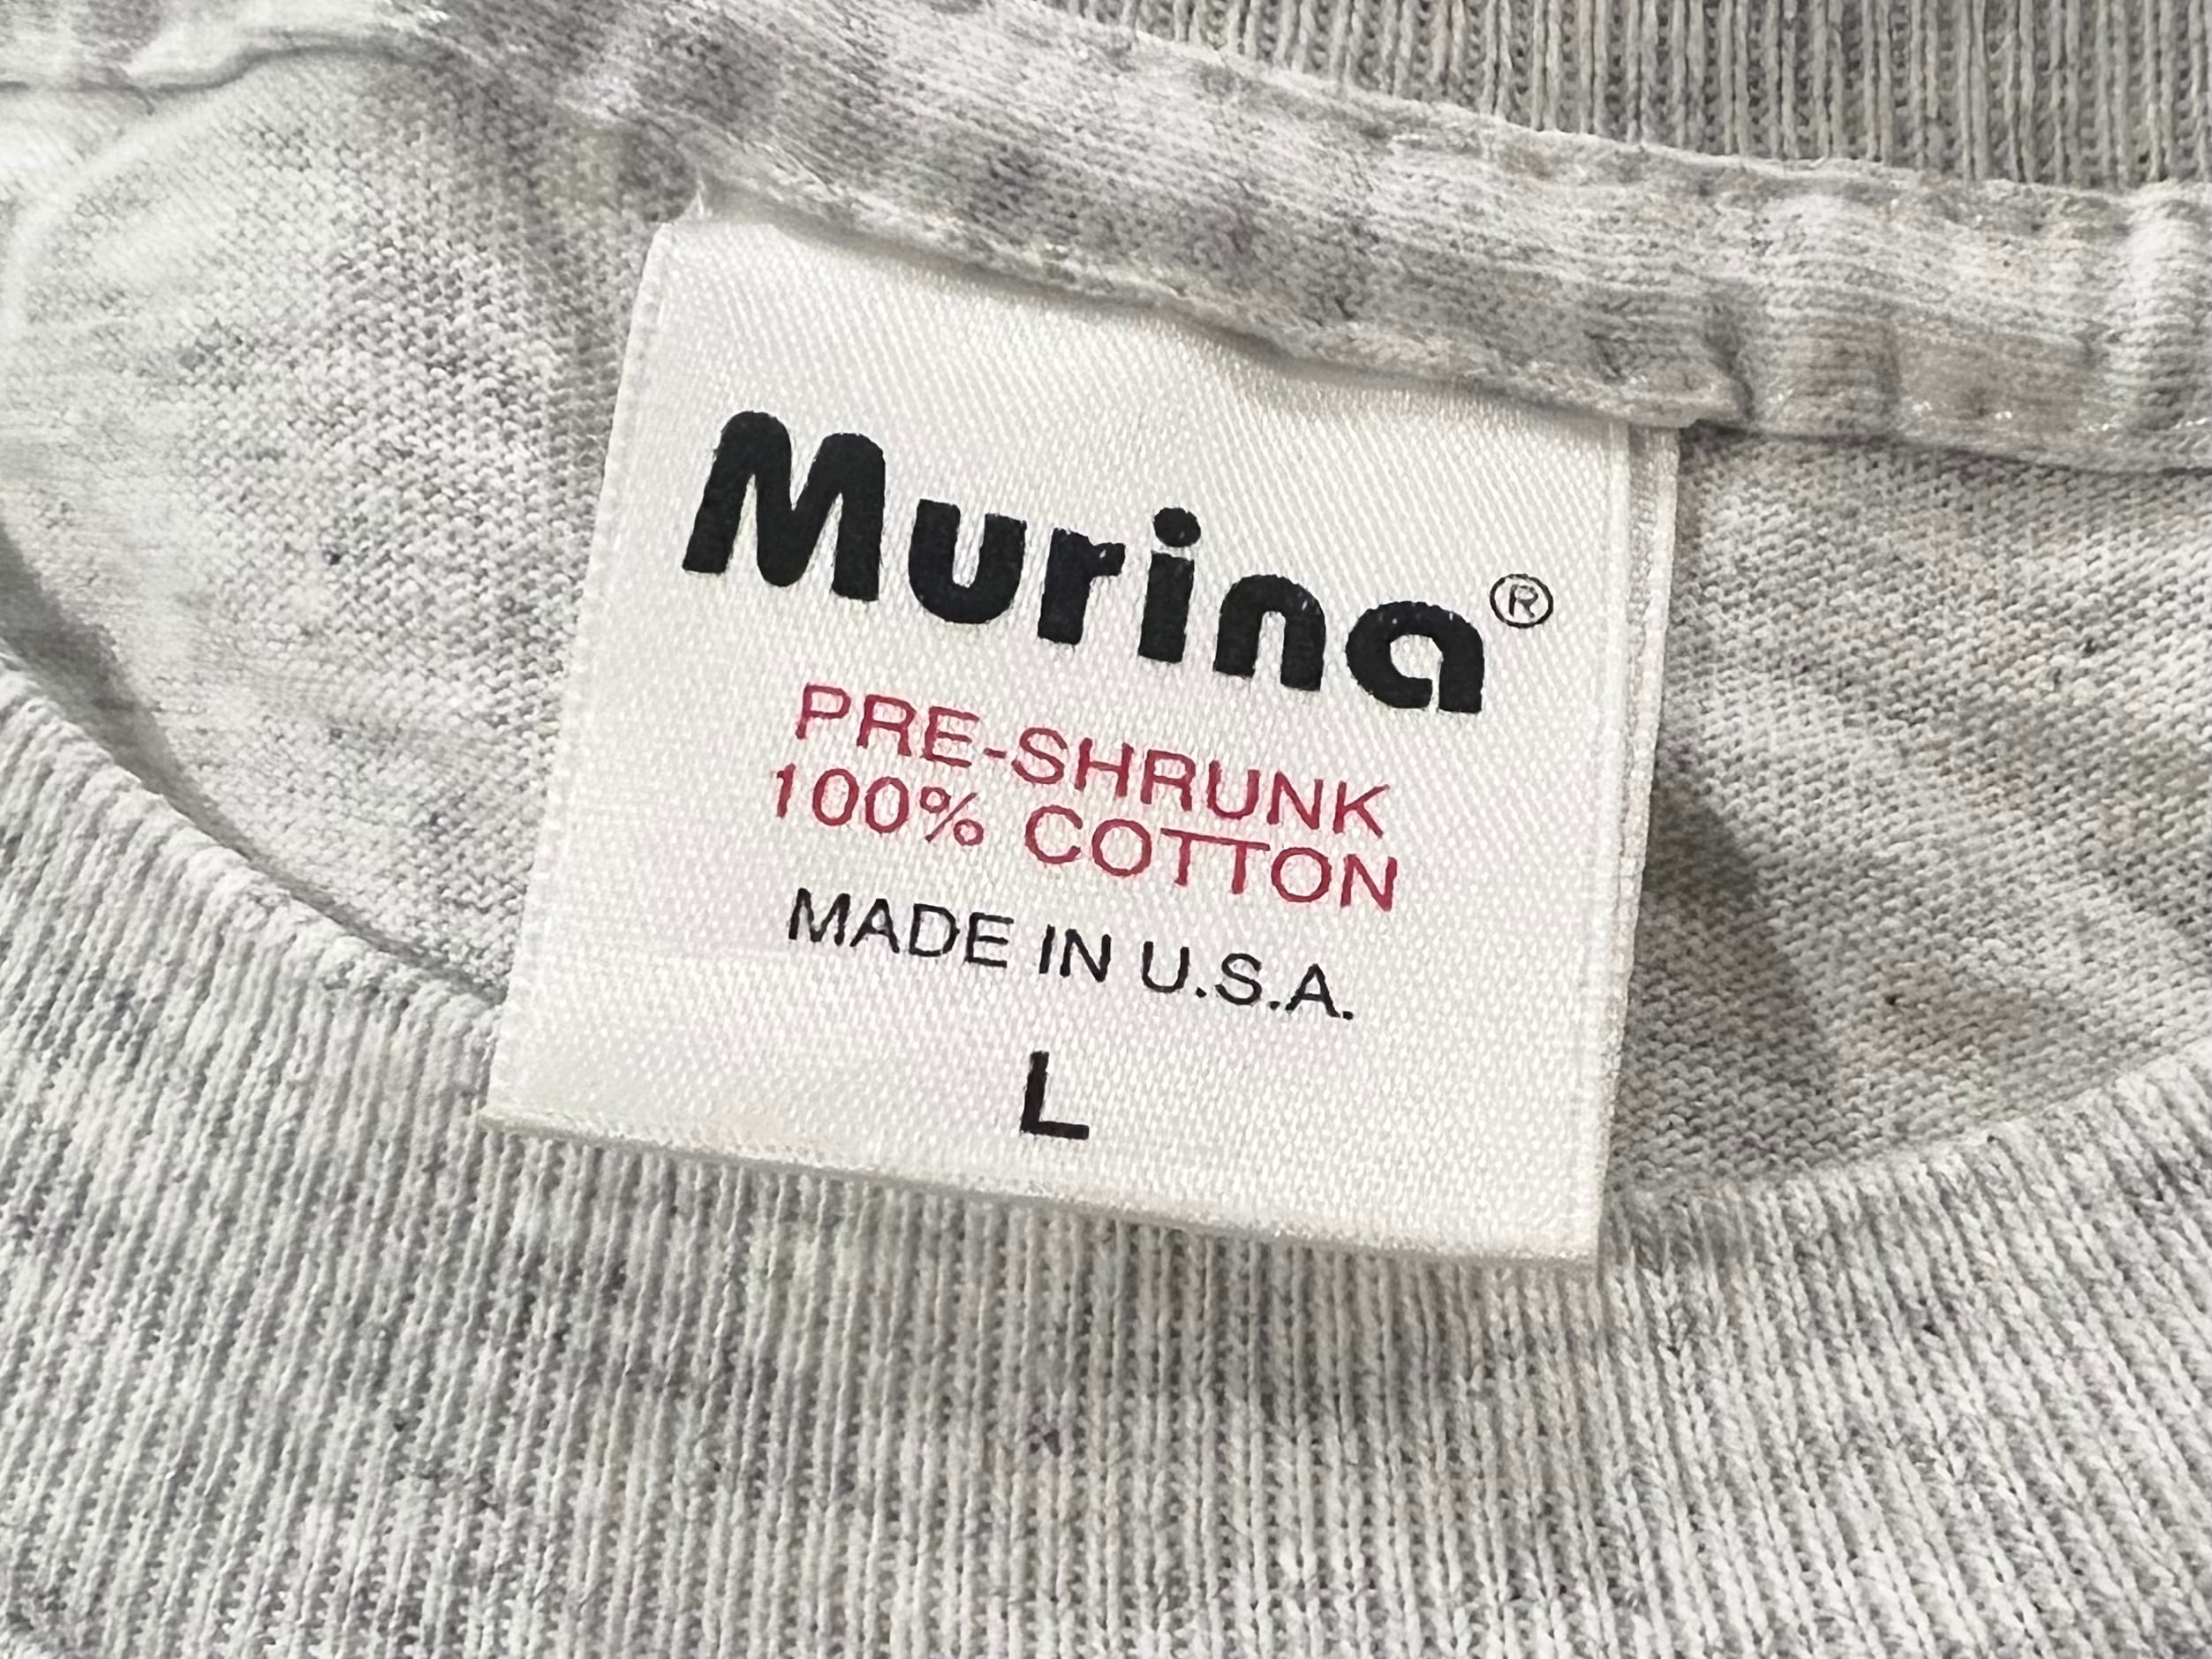 Murina®
PRE-SHRUNK
100% COTTON
MADE IN U.S.A.
L